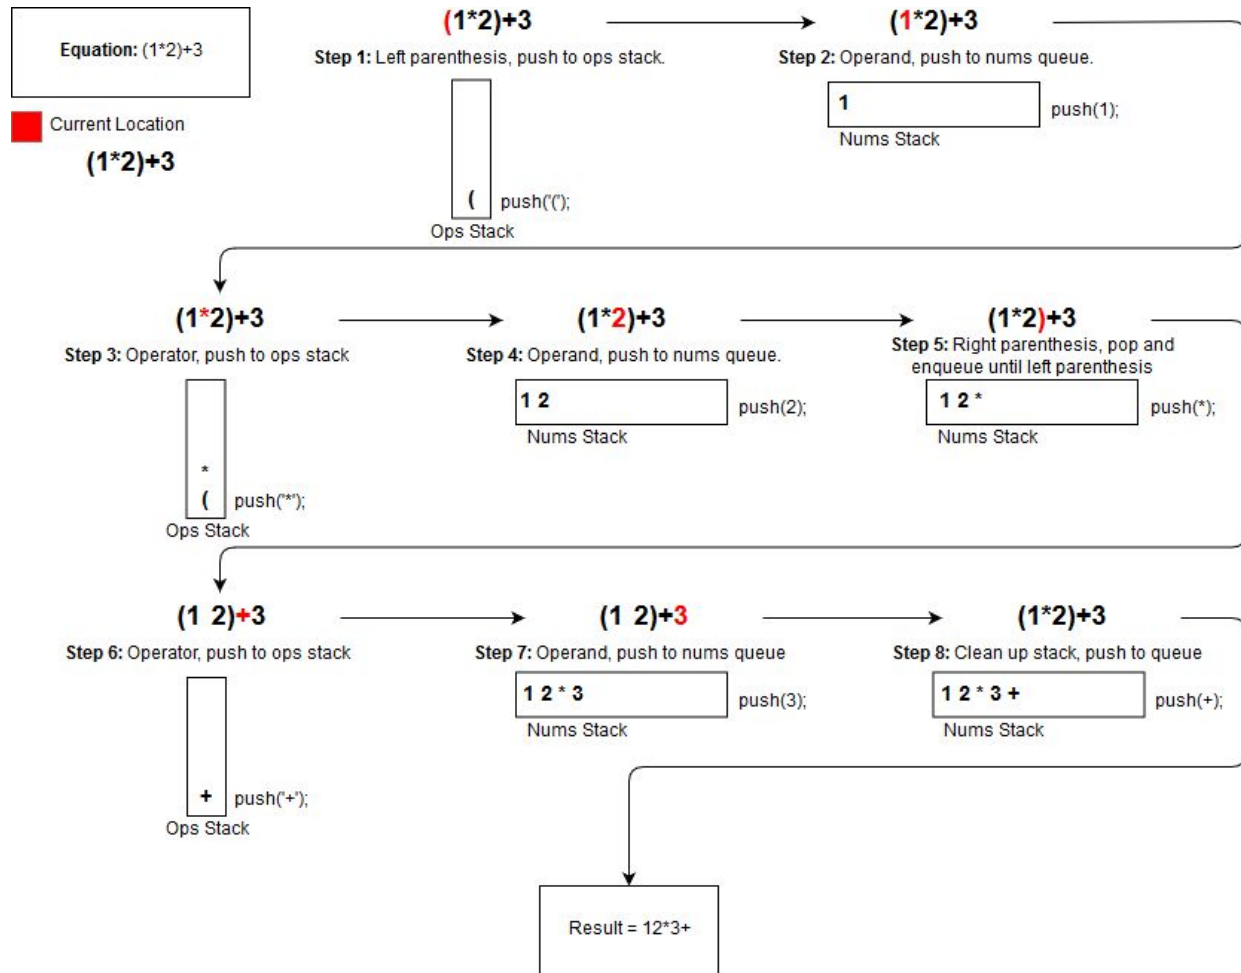 Equation: (1*2)+3
Current Location
(1*2)+3
(1*2)+3
Step 1: Left parenthesis, push to ops stack.
(
push('(');
Ops Stack
(1*2)+3
Step 2: Operand, push to nums queue.
1
push(1);
Nums Stack
(1*2)+3
Step 3: Operator, push to ops stack
*
(
push('*');
Ops Stack
(1*2)+3
Step 4: Operand, push to nums queue.
1 2
push(2);
Nums Stack
(1*2)+3
Step 5: Right parenthesis, pop and
enqueue until left parenthesis
1 2 *
push(*);
Nums Stack
(1 2)+3
Step 6: Operator, push to ops stack
+
push('+');
Ops Stack
(1 2)+3
Step 7: Operand, push to nums queue
1 2 * 3
push(3);
Nums Stack
(1*2)+3
Step 8: Clean up stack, push to queue
1 2 * 3 +
push(+);
Nums Stack
Result = 12*3+